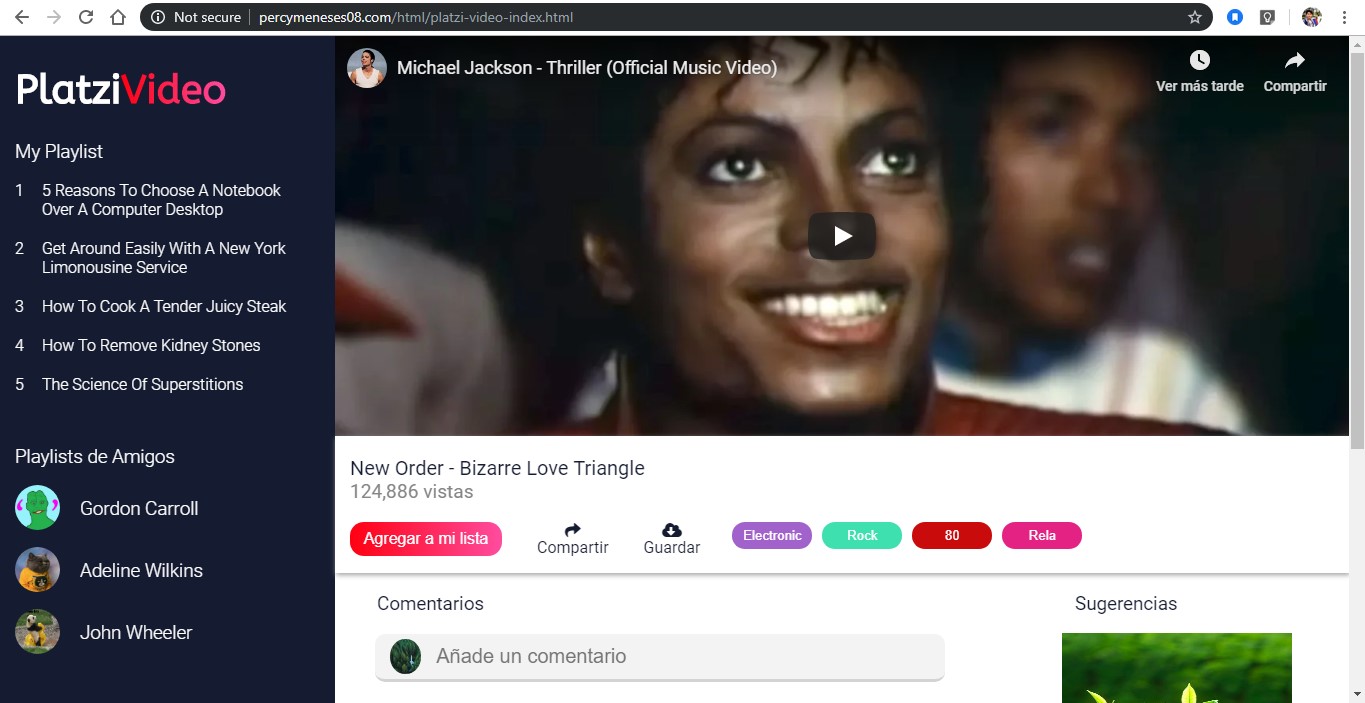 Not secure percymeneses08.com/html/platzi-video-index.html
PlatziVideo
My Playlist
1 5 Reasons To Choose A Notebook
Over A Computer Desktop
2 Get Around Easily With A New York
Limonousine Service
3 How To Cook A Tender Juicy Steak
4 How To Remove Kidney Stones
5 The Science Of Superstitions
Playlists de Amigos
Gordon Carroll
Adeline Wilkins
John Wheeler
Michael Jackson - Thriller (Official Music Video)
Ver más tarde
Compartir
New Order - Bizarre Love Triangle
124,886 vistas
Agregar a mi lista
Compartir
Guardar
Electronic
Rock
80
Rela
Comentarios
Añade un comentario
Sugerencias